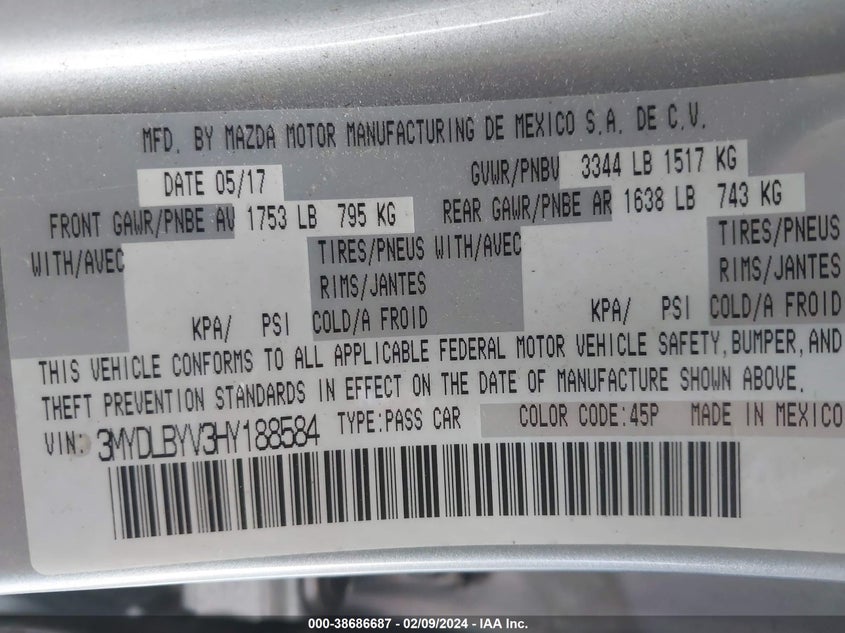 MFD. BY MAZDA MOTOR MANUFACTURING DE MEXICO S.A. DE C.V.
DATE 05/17 GVWR/PNBV 3344 LB 1517 KG
FRONT GAWR/PNBE AV 1753 LB 795 KG REAR GAWR/PNBE AR 1638 LB 743 KG
WITH/AVEC TIRES/PNEUS WITH/AVEC TIRES/PNEUS
RIMS/JANTES RIMS/JANTES
KPA/ PSI COLD/A FROID KPA/ PSI COLD/A FROID
THIS VEHICLE CONFORMS TO ALL APPLICABLE FEDERAL MOTOR VEHICLE SAFETY, BUMPER, AND
THEFT PREVENTION STANDARDS IN EFFECT ON THE DATE OF MANUFACTURE SHOWN ABOVE.
VIN: 3MYDLBYV3HY188584 TYPE:PASS CAR COLOR CODE:45P MADE IN MEXICO
000-38686687 - 02/09/2024 - IAA Inc.